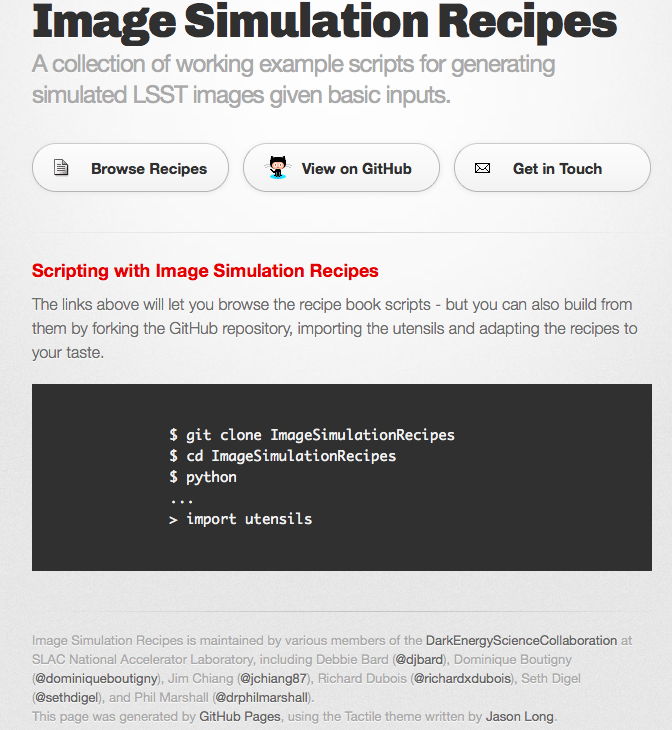 Image Simulation Recipes
A collection of working example scripts for generating
simulated LSST images given basic inputs.
Browse Recipes
View on GitHub
Get in Touch
Scripting with Image Simulation Recipes
The links above will let you browse the recipe book scripts - but you can also build from
them by forking the GitHub repository, importing the utensils and adapting the recipes to
your taste.
$ git clone ImageSimulationRecipes
$ cd ImageSimulationRecipes
$ python
...
> import utensils
Image Simulation Recipes is maintained by various members of the DarkEnergyScienceCollaboration at
SLAC National Accelerator Laboratory, including Debbie Bard (@djbard), Dominique Boutigny
(@dominiqueboutigny), Jim Chiang (@jchiang87), Richard Dubois (@richardxdubois), Seth Digel
(@sethdigel), and Phil Marshall (@drphilmarshall).
This page was generated by GitHub Pages, using the Tactile theme written by Jason Long.